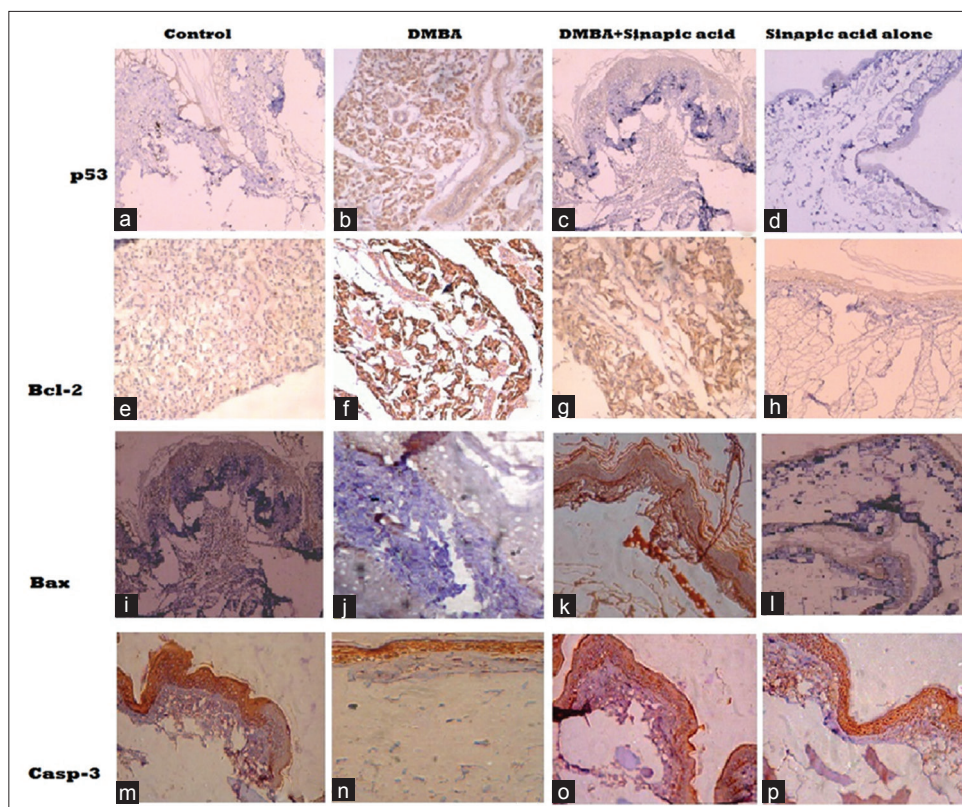 Control DMBA DMBA+Sinapic acid Sinapic acid alone
p53
a b c d
Bcl-2
e f g h
Bax
i j k l
Casp-3
m n o p